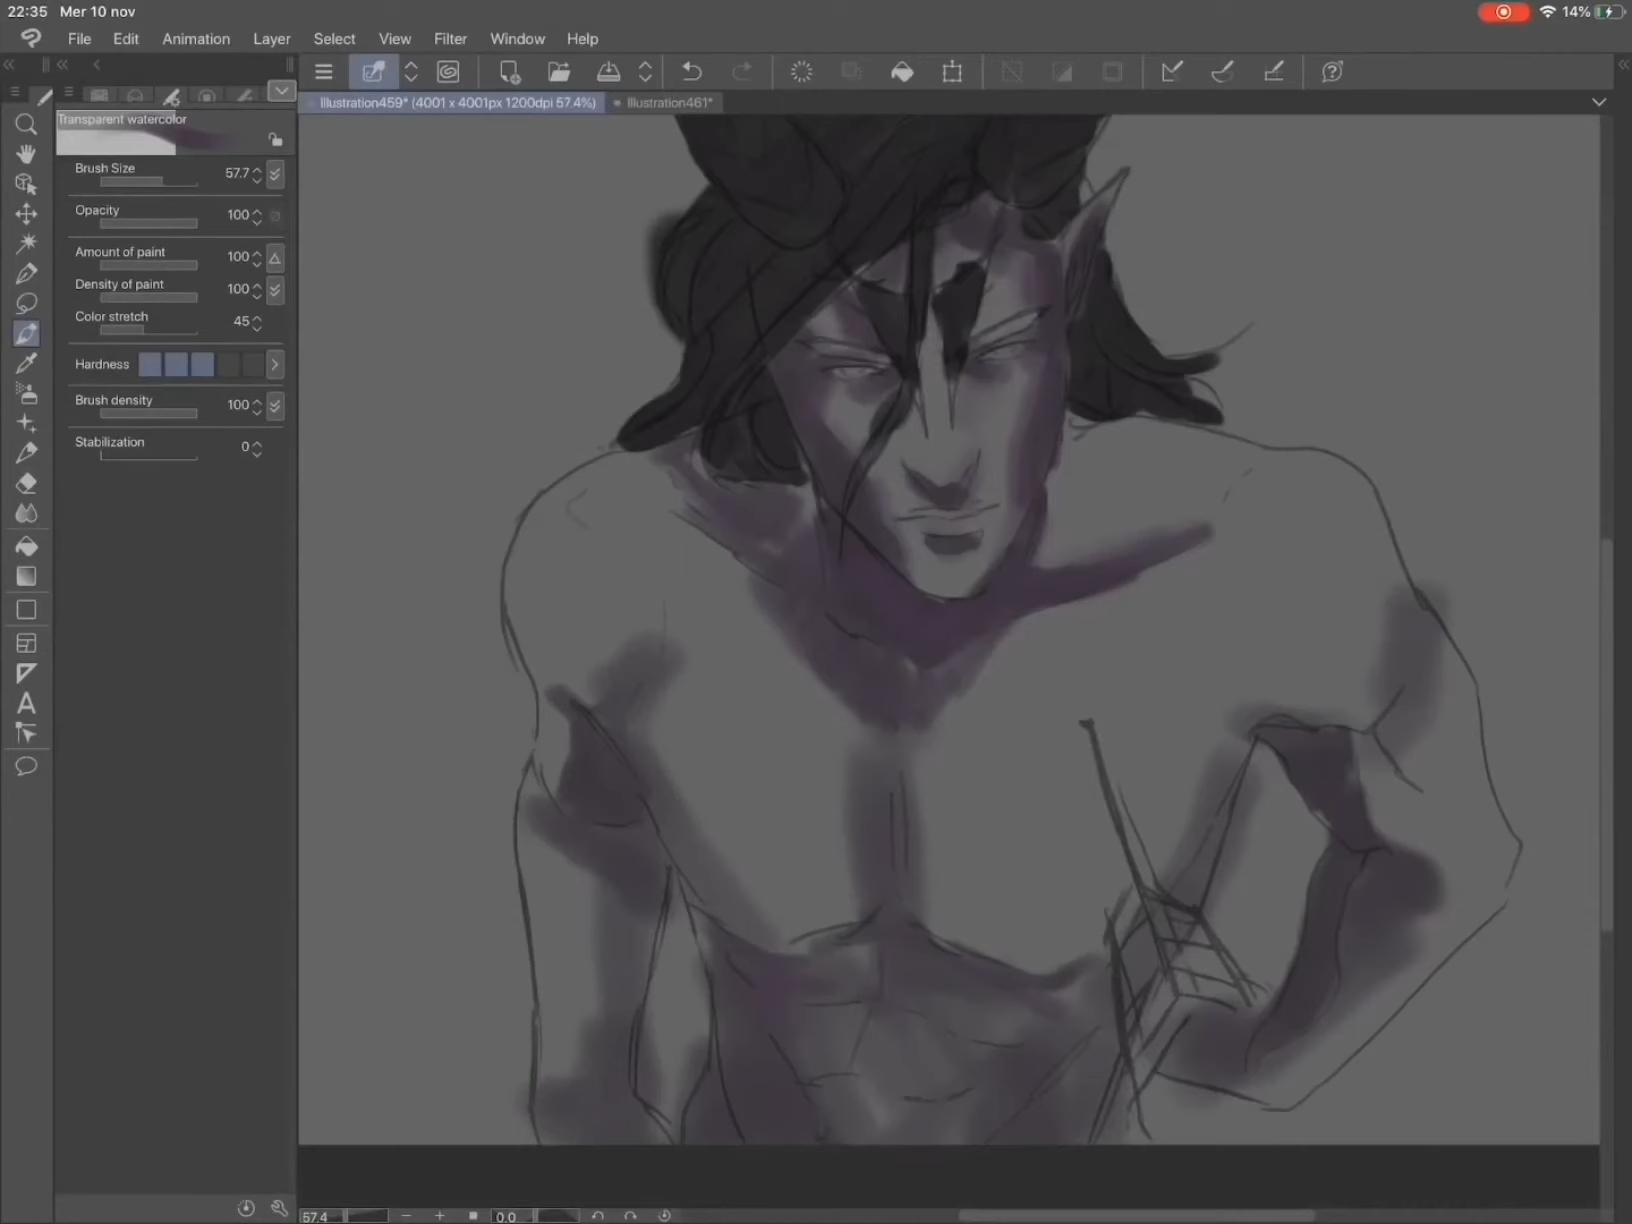 22:35 Mer 10 nov
14%
File Edit Animation Layer Select View Filter Window Help
Illustration459* (4001 x 4001px 1200dpi 57.4%) Illustration461*
Transparent watercolor
Brush Size 57.7
Opacity 100
Amount of paint 100
Density of paint 100
Color stretch 45
Hardness
Brush density 100
Stabilization 0
57.4 0.0